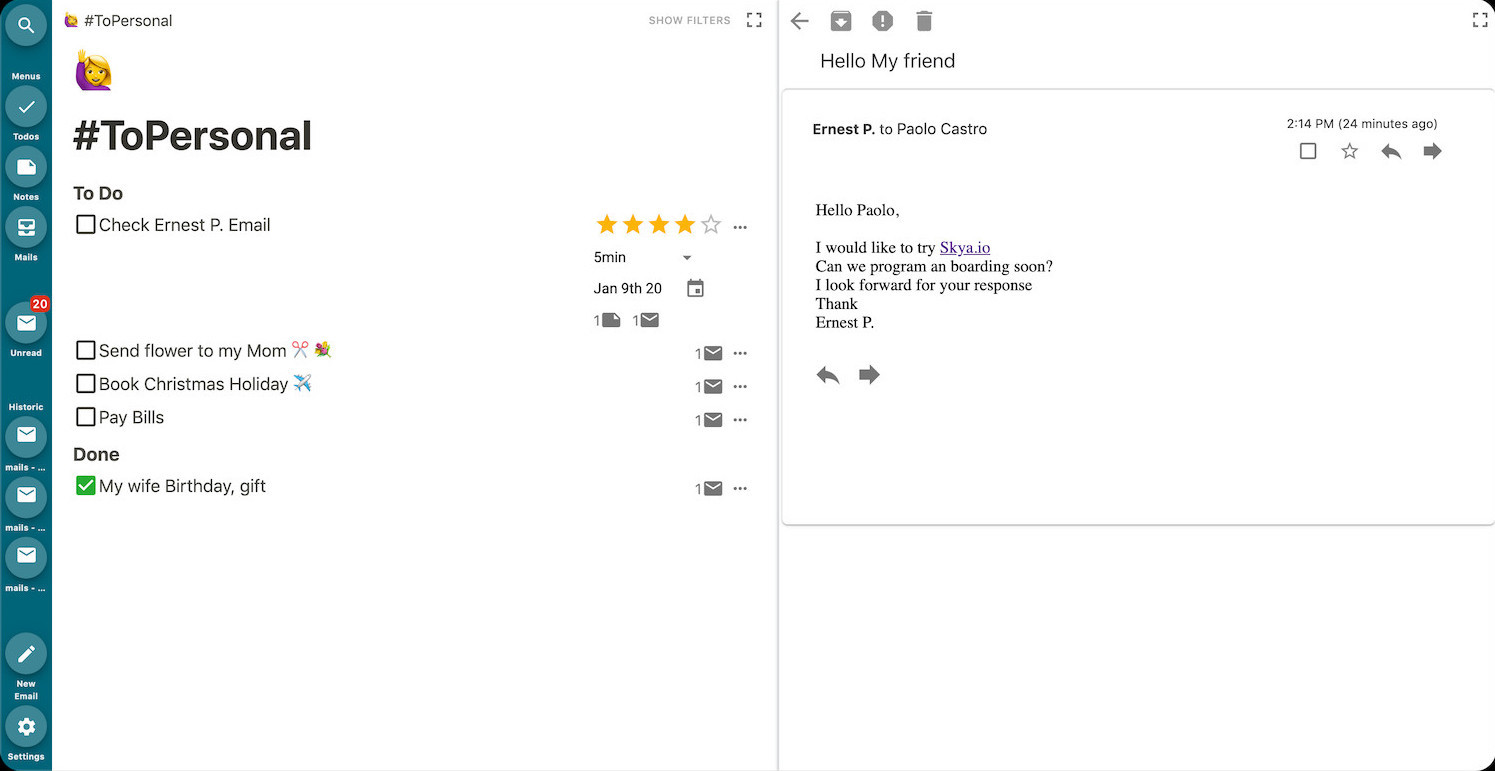 Menus
Todos
Notes
Mails
20
Unread
Historic
mails - ...
mails - ...
mails - ...
New
Email
Settings
🙋‍♀️ #ToPersonal
SHOW FILTERS
🙋‍♀️
#ToPersonal
To Do
Check Ernest P. Email
5min
Jan 9th 20
1 1
Send flower to my Mom ✂️ 💐
1
Book Christmas Holiday ✈️
1
Pay Bills
1
Done
My wife Birthday, gift
1
Hello My friend
Ernest P. to Paolo Castro
2:14 PM (24 minutes ago)
Hello Paolo,
I would like to try Skya.io
Can we program an boarding soon?
I look forward for your response
Thank
Ernest P.